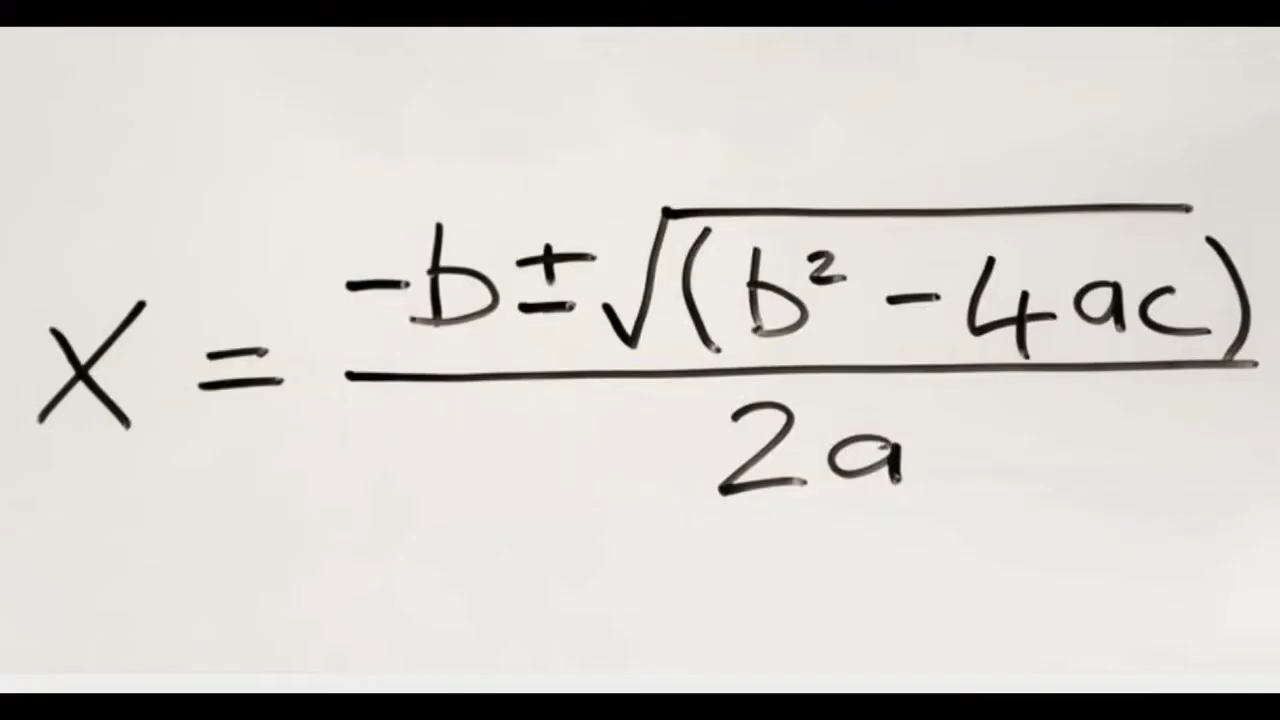 X = -b ± √(b² - 4ac) / 2a